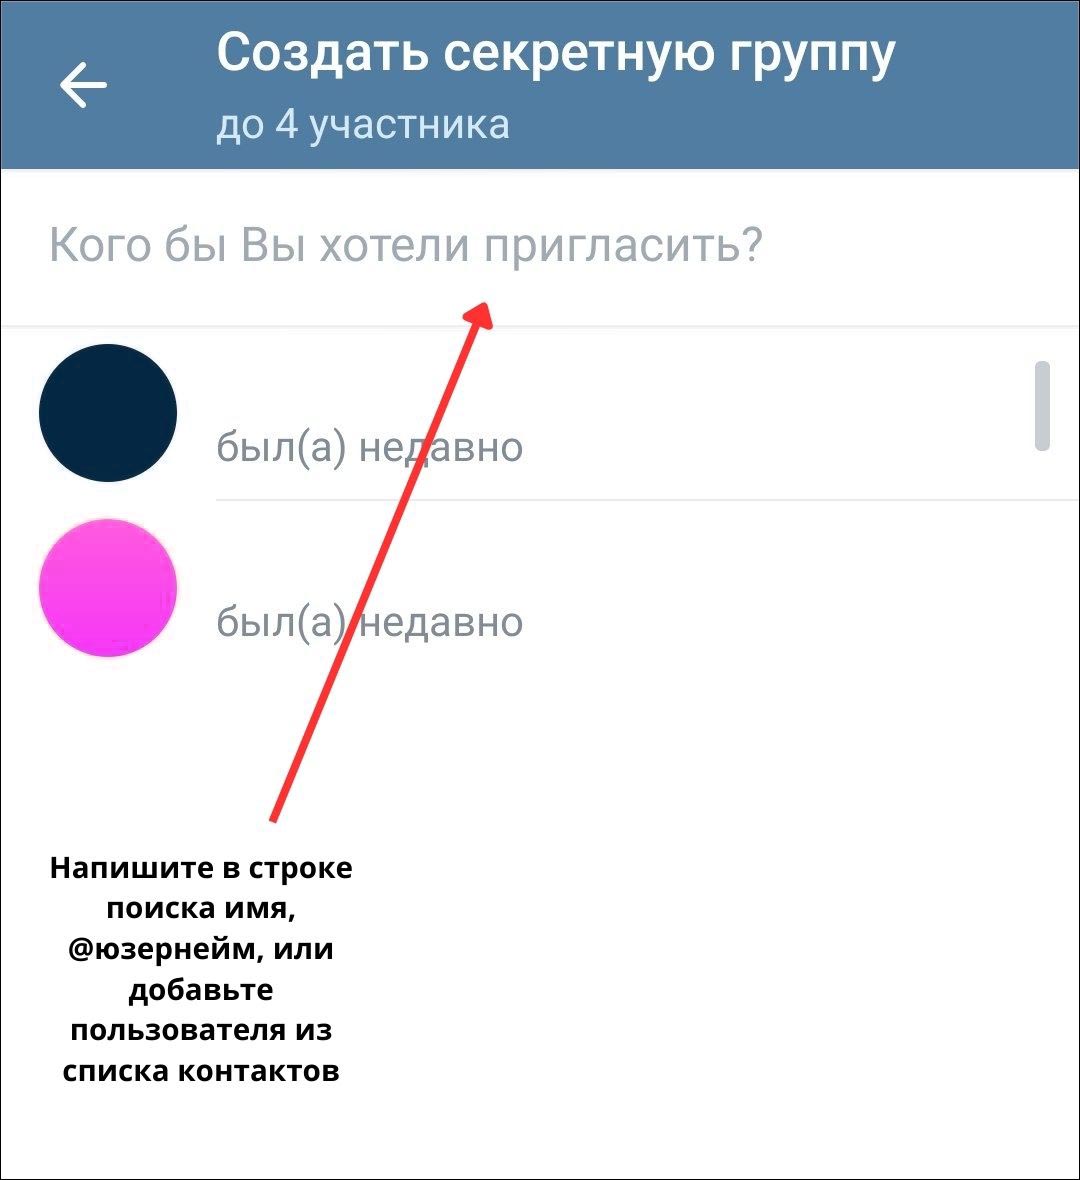 Создать секретную группу
до 4 участника
Кого бы Вы хотели пригласить?
был(а) недавно
был(а) недавно
Напишите в строке
поиска имя,
@юзернейм, или
добавьте
пользователя из
списка контактов